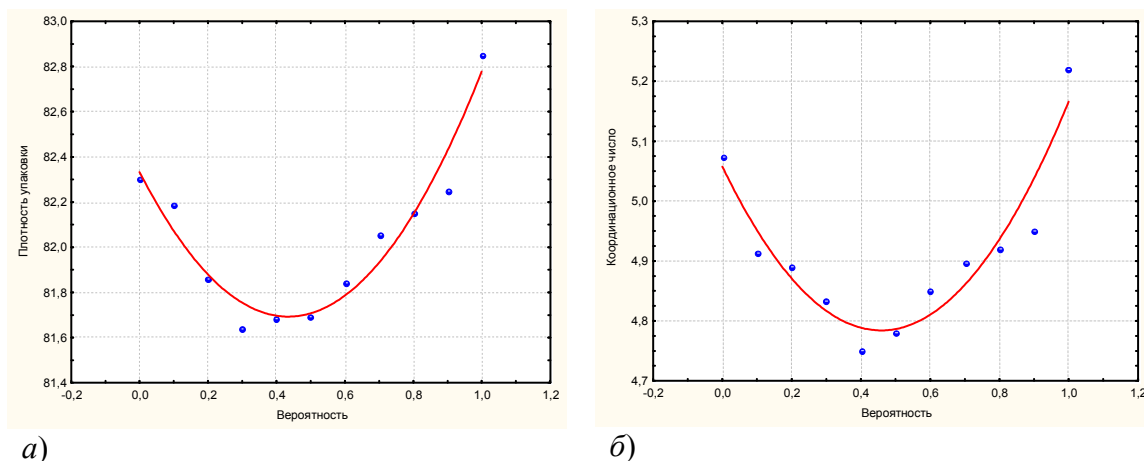 83,0
82,8
82,6
82,4
82,2
82,0
81,8
81,6
81,4
-0,2 0,0 0,2 0,4 0,6 0,8 1,0 1,2
Плотность упаковки
Вероятность
а)
5,3
5,2
5,1
5,0
4,9
4,8
4,7
-0,2 0,0 0,2 0,4 0,6 0,8 1,0 1,2
Координационное число
Вероятность
б)